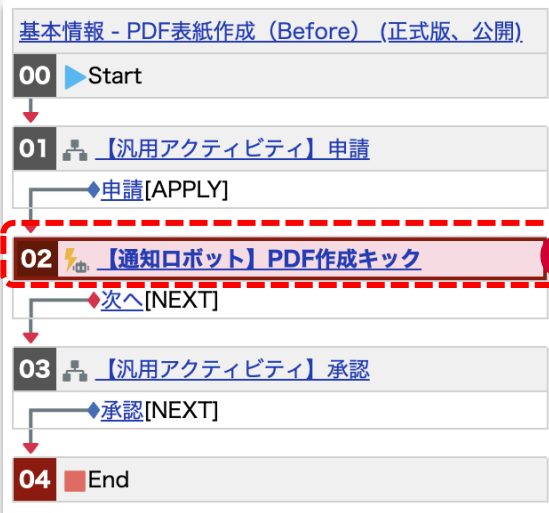 基本情報 - PDF表紙作成（Before） (正式版、公開)
00 Start
01 【汎用アクティビティ】申請
申請[APPLY]
02 【通知ロボット】PDF作成キック
次へ[NEXT]
03 【汎用アクティビティ】承認
承認[NEXT]
04 End